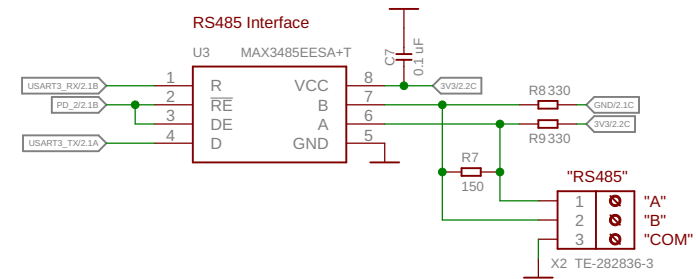 RS485 Interface
U3 MAX3485EESA+T
C7
0.1 uF
USART3_RX/2.1B 1 R VCC 8 3V3/2.2C
PD_2/2.1B 2 RE B 7 R8 330 GND/2.1C
3 DE A 6 3V3/2.2C
USART3_TX/2.1A 4 D GND 5 R9 330
R7
150
"RS485"
1 "A"
2 "B"
3 "COM"
X2 TE-282836-3